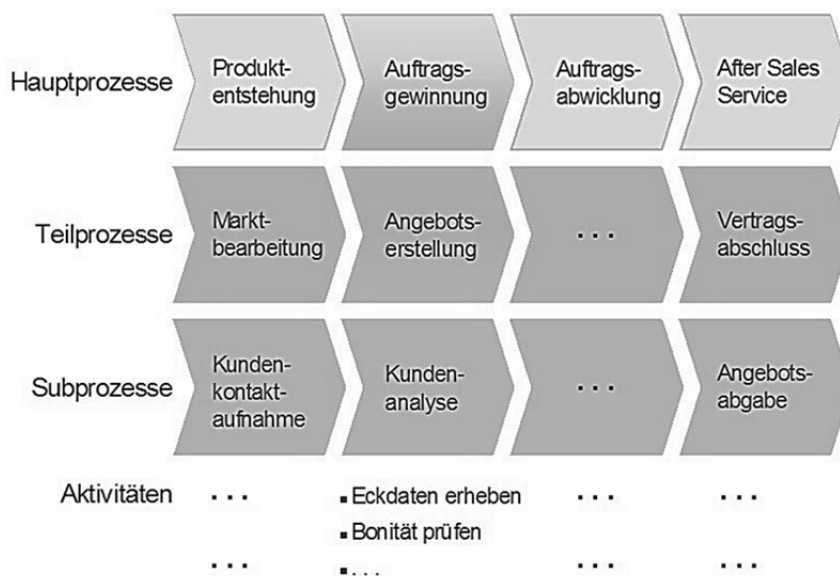 Hauptprozesse
Produkt-
entstehung
Auftrags-
gewinnung
Auftrags-
abwicklung
After Sales
Service
Teilprozesse
Markt-
bearbeitung
Angebots-
erstellung
...
Vertrags-
abschluss
Subprozesse
Kunden-
kontakt-
aufnahme
Kunden-
analyse
...
Angebots-
abgabe
Aktivitäten
...
▪ Eckdaten erheben
...
...
▪ Bonität prüfen
...
▪ ...
...
...